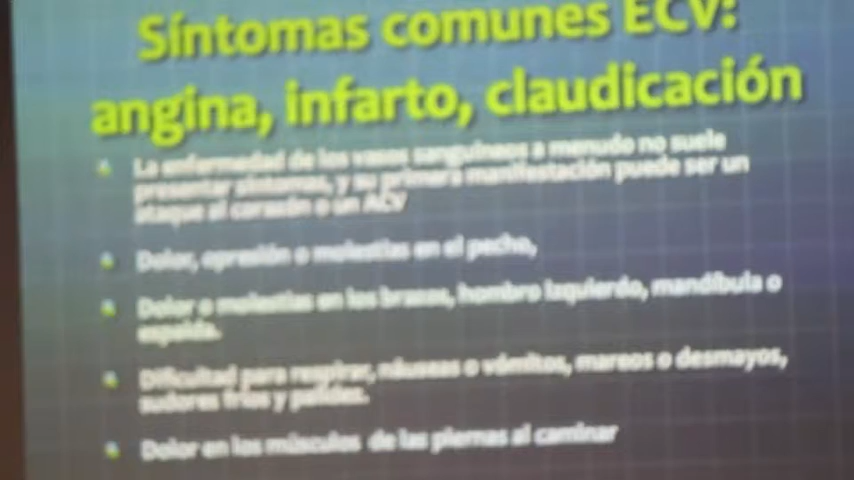 Síntomas comunes ECV:
angina, infarto, claudicación
La enfermedad de los vasos sanguíneos a menudo no suele
presentar síntomas, y su primera manifestación puede ser un
ataque al corazón o un ACV
Dolor, opresión o molestias en el pecho,
Dolor o molestias en los brazos, hombro izquierdo, mandíbula o
espalda.
Dificultad para respirar, náuseas o vómitos, mareos o desmayos,
sudores fríos y palidez.
Dolor en los músculos de las piernas al caminar